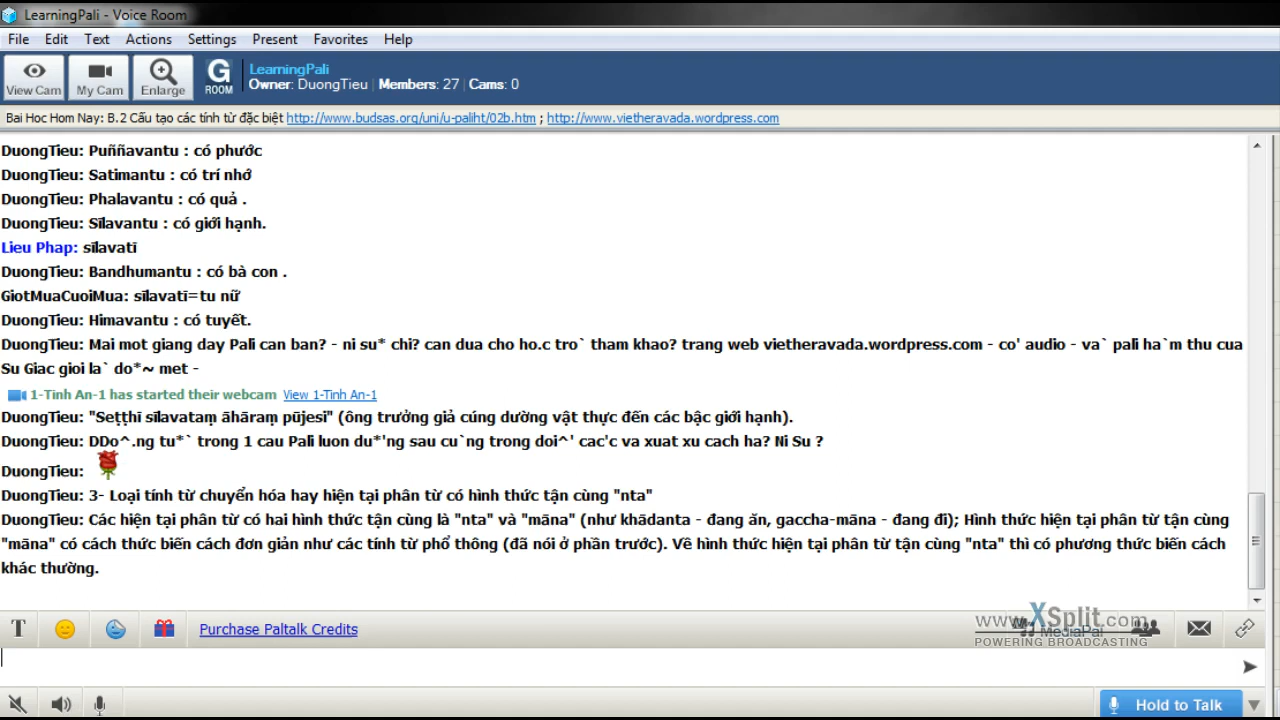 LearningPali - Voice Room
File Edit Text Actions Settings Present Favorites Help
View Cam My Cam Enlarge G ROOM
LearningPali
Owner: DuongTieu | Members: 27 | Cams: 0
Bai Hoc Hom Nay: B.2 Cấu tạo các tính từ đặc biệt http://www.budsas.org/uni/u-paliht/02b.htm ; http://www.vietheravada.wordpress.com
DuongTieu: Puññavantu : có phước
DuongTieu: Satimantu : có trí nhớ
DuongTieu: Phalavantu : có quả .
DuongTieu: Sīlavantu : có giới hạnh.
Lieu Phap: sīlavatī
DuongTieu: Bandhumantu : có bà con .
GiotMuaCuoiMua: sīlavatī=tu nữ
DuongTieu: Himavantu : có tuyết.
DuongTieu: Mai mot giang day Pali can ban? - ni su* chi? can dua cho ho.c tro` tham khao? trang web vietheravada.wordpress.com - co' audio - va` pali ha`m thu cua
Su Giac gioi la` do*~ met -
1-Tinh An-1 has started their webcam View 1-Tinh An-1
DuongTieu: "Seṭṭhī sīlavataṃ āhāraṃ pūjesi" (ông trưởng giả cúng dường vật thực đến các bậc giới hạnh).
DuongTieu: DDo^.ng tu*` trong 1 cau Pali luon du*'ng sau cu`ng trong doi^' cac'c va xuat xu cach ha? Ni Su ?
DuongTieu:
DuongTieu: 3- Loại tính từ chuyển hóa hay hiện tại phân từ có hình thức tận cùng "nta"
DuongTieu: Các hiện tại phân từ có hai hình thức tận cùng là "nta" và "māna" (như khādanta - đang ăn, gaccha-māna - đang đi); Hình thức hiện tại phân từ tận cùng
"māna" có cách thức biến cách đơn giản như các tính từ phổ thông (đã nói ở phần trước). Về hình thức hiện tại phân từ tận cùng "nta" thì có phương thức biến cách
khác thường.
T Purchase Paltalk Credits
www.XSplit.com
MediaPal
POWERING BROADCASTING
Hold to Talk